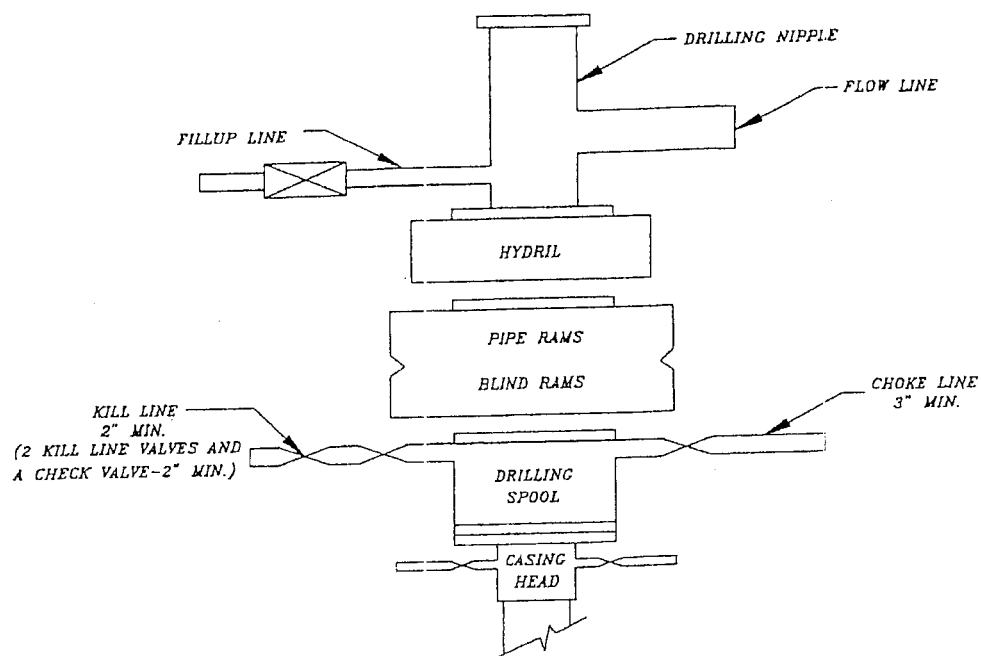 DRILLING NIPPLE
FLOW LINE
FILLUP LINE
HYDRIL
PIPE RAMS
BLIND RAMS
CHOKE LINE
3" MIN.
KILL LINE
2" MIN.
(2 KILL LINE VALVES AND
A CHECK VALVE-2" MIN.)
DRILLING
SPOOL
CASING
HEAD